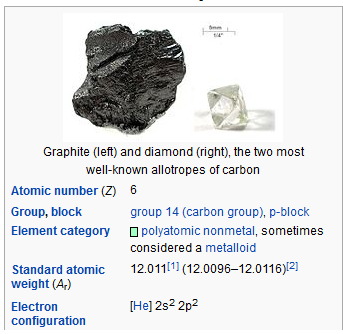 5mm
1/4"
Graphite (left) and diamond (right), the two most
well-known allotropes of carbon
Atomic number (Z) 6
Group, block group 14 (carbon group), p-block
Element category polyatomic nonmetal, sometimes
considered a metalloid
Standard atomic 12.011[1] (12.0096–12.0116)[2]
weight (Ar)
Electron [He] 2s2 2p2
configuration